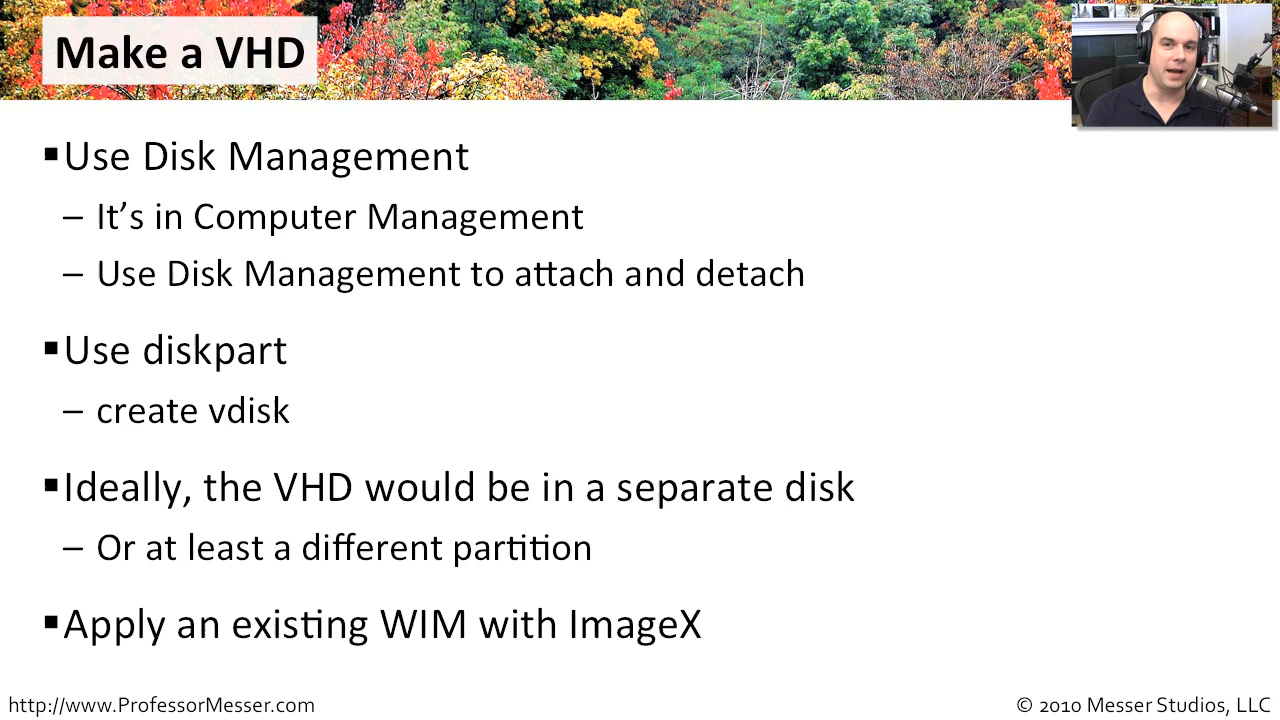 Make a VHD
▪Use Disk Management
– It’s in Computer Management
– Use Disk Management to attach and detach
▪Use diskpart
– create vdisk
▪Ideally, the VHD would be in a separate disk
– Or at least a different partition
▪Apply an existing WIM with ImageX
http://www.ProfessorMesser.com
© 2010 Messer Studios, LLC